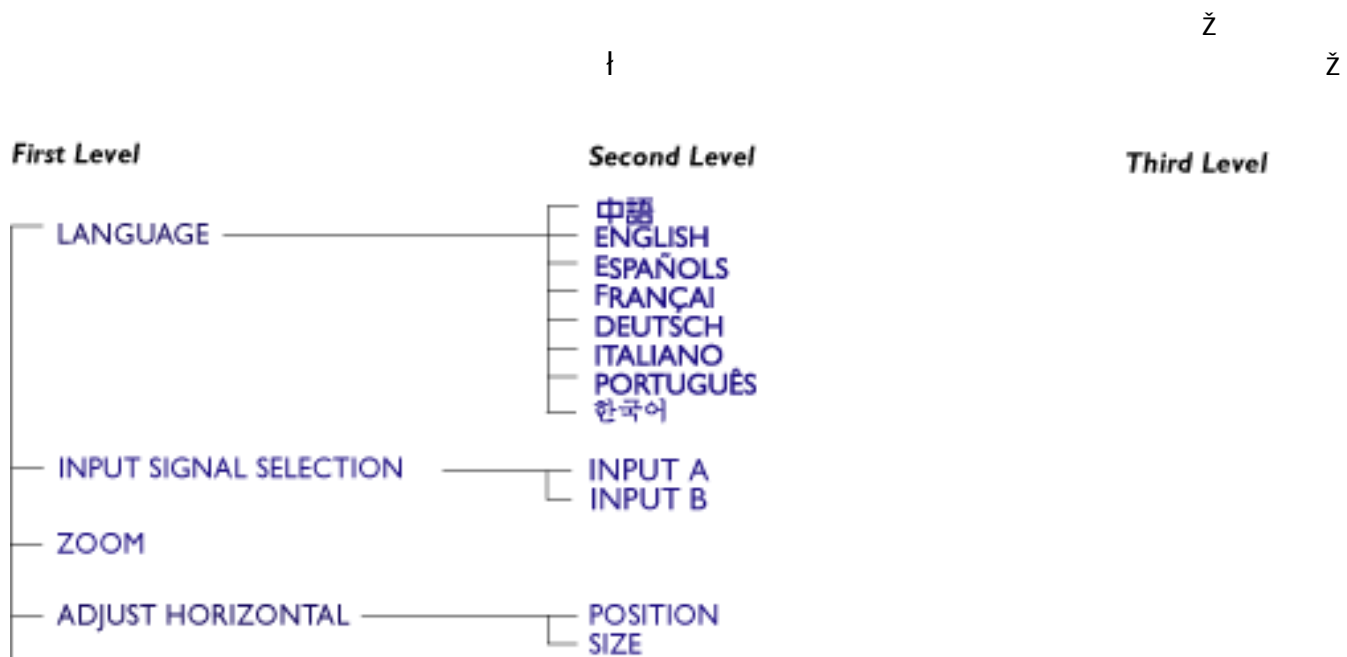 ž
ł ž
First Level Second Level Third Level
LANGUAGE
中語
ENGLISH
ESPAÑOLS
FRANÇAI
DEUTSCH
ITALIANO
PORTUGUÊS
한국어
INPUT SIGNAL SELECTION INPUT A
INPUT B
ZOOM
ADJUST HORIZONTAL POSITION
SIZE